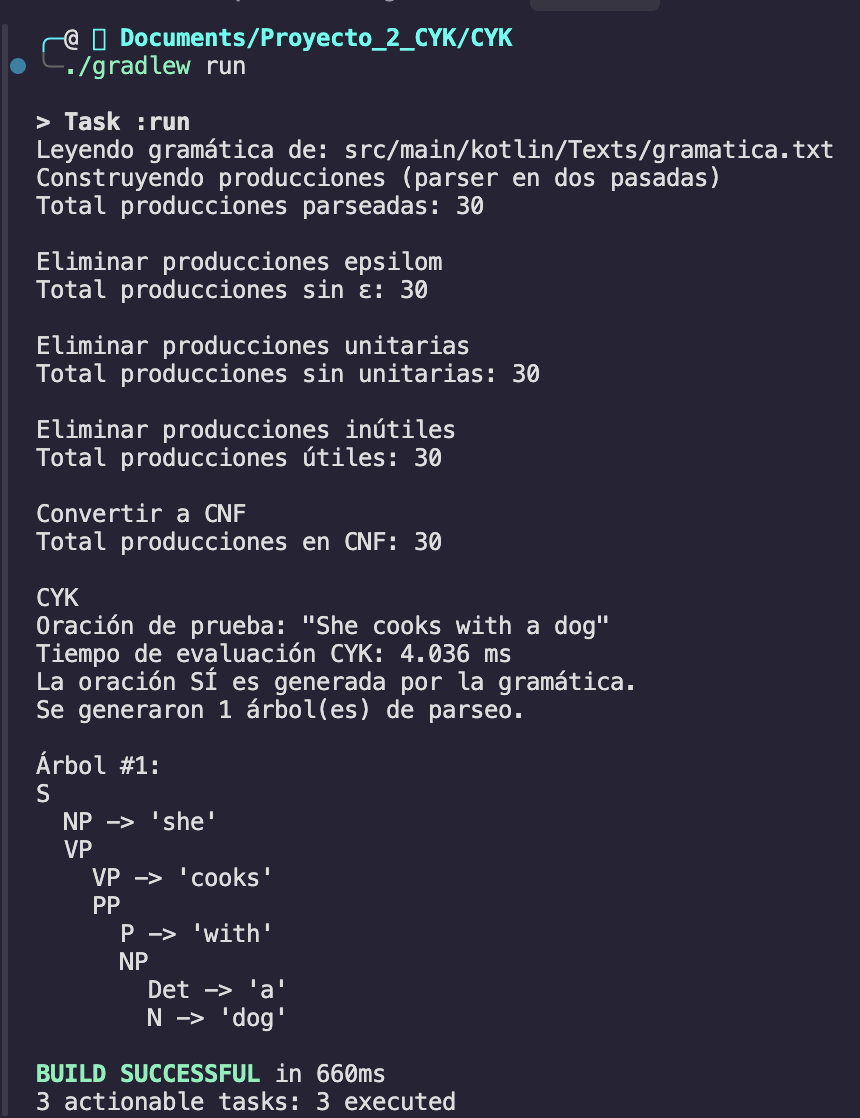 @ Documents/Proyecto_2_CYK/CYK
./gradlew run
> Task :run
Leyendo gramática de: src/main/kotlin/Texts/gramatica.txt
Construyendo producciones (parser en dos pasadas)
Total producciones parseadas: 30
Eliminar producciones epsilom
Total producciones sin ε: 30
Eliminar producciones unitarias
Total producciones sin unitarias: 30
Eliminar producciones inútiles
Total producciones útiles: 30
Convertir a CNF
Total producciones en CNF: 30
CYK
Oración de prueba: "She cooks with a dog"
Tiempo de evaluación CYK: 4.036 ms
La oración SÍ es generada por la gramática.
Se generaron 1 árbol(es) de parseo.
Árbol #1:
S
  NP –> 'she'
  VP
    VP –> 'cooks'
    PP
      P –> 'with'
      NP
        Det –> 'a'
        N –> 'dog'
BUILD SUCCESSFUL in 660ms
3 actionable tasks: 3 executed